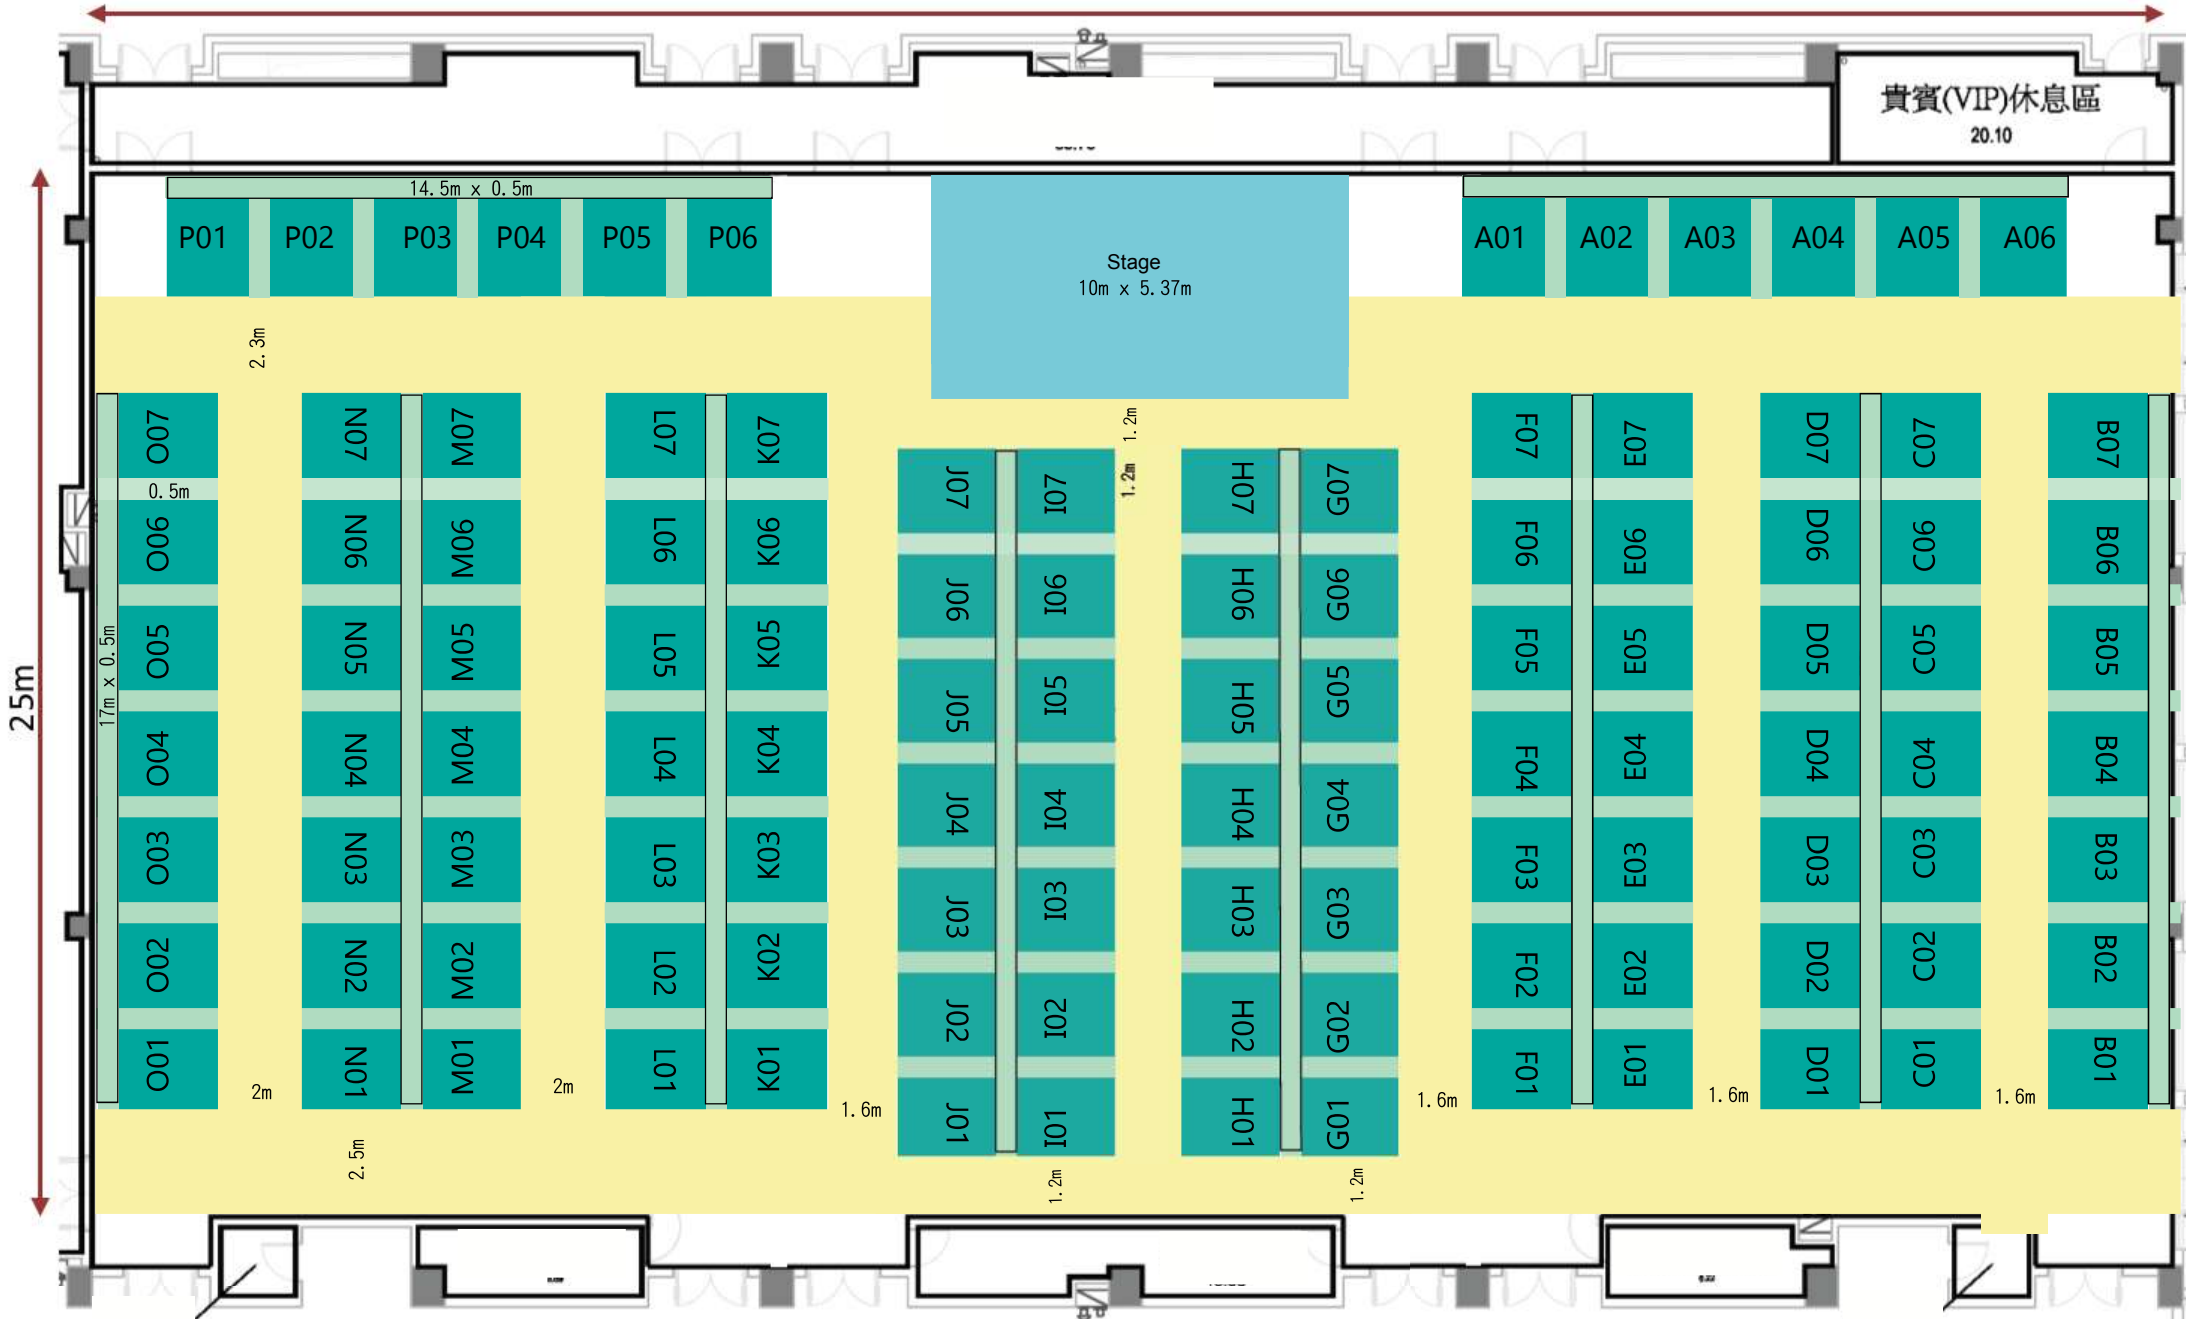 貴賓(VIP)休息區
20.10
14.5m x 0.5m
P01 P02 P03 P04 P05 P06
Stage
10m x 5.37m
A01 A02 A03 A04 A05 A06
2.3m
1.2m
1.2m
O07 N07 M07 L07 K07 J07 I07 H07 G07 F07 E07 D07 C07 B07
0.5m
O06 N06 M06 L06 K06 J06 I06 H06 G06 F06 E06 D06 C06 B06
17m x 0.5m
25m
O05 N05 M05 L05 K05 J05 I05 H05 G05 F05 E05 D05 C05 B05
O04 N04 M04 L04 K04 J04 I04 H04 G04 F04 E04 D04 C04 B04
O03 N03 M03 L03 K03 J03 I03 H03 G03 F03 E03 D03 C03 B03
O02 N02 M02 L02 K02 J02 I02 H02 G02 F02 E02 D02 C02 B02
O01 N01 M01 L01 K01 J01 I01 H01 G01 F01 E01 D01 C01 B01
2m 2m 1.6m 1.6m 1.6m 1.6m
2.5m 1.2m 1.2m